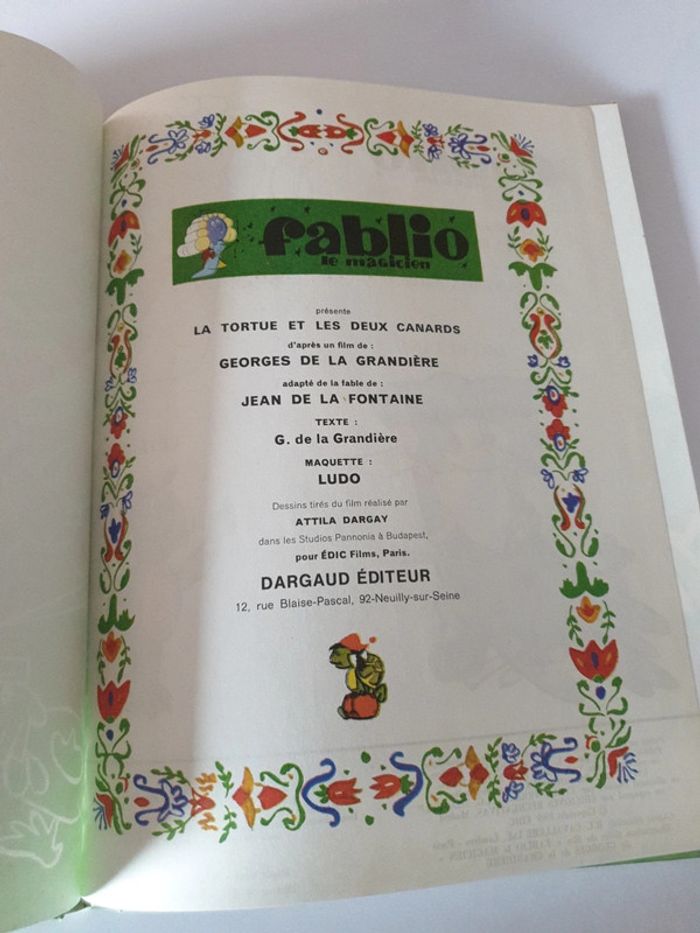 fablio
le magicien
présente
LA TORTUE ET LES DEUX CANARDS
d'après un film de :
GEORGES DE LA GRANDIÈRE
adapté de la fable de :
JEAN DE LA FONTAINE
TEXTE :
G. de la Grandière
MAQUETTE :
LUDO
Dessins tirés du film réalisé par
ATTILA DARGAY
dans les Studios Pannonia à Budapest,
pour ÉDIC Films, Paris.
DARGAUD ÉDITEUR
12, rue Blaise-Pascal, 92-Neuilly-sur-Seine